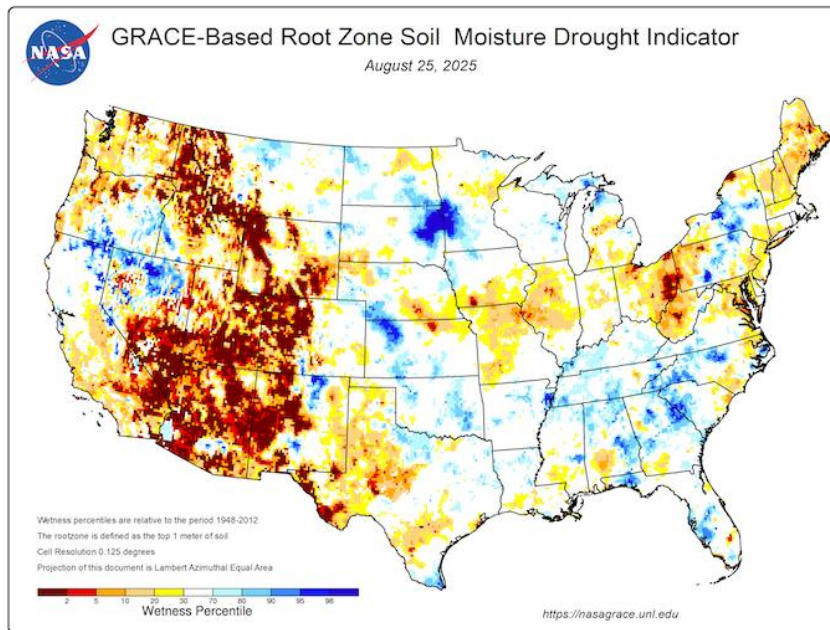 NASA
GRACE-Based Root Zone Soil Moisture Drought Indicator
August 25, 2025
Wetness percentiles are relative to the period 1948-2012
The rootzone is defined as the top 1 meter of soil
Cell Resolution 0.125 degrees
Projection of this document is Lambert Azimuthal Equal Area
2 5 10 20 30 70 80 90 95 98
Wetness Percentile
https://nasagrace.unl.edu